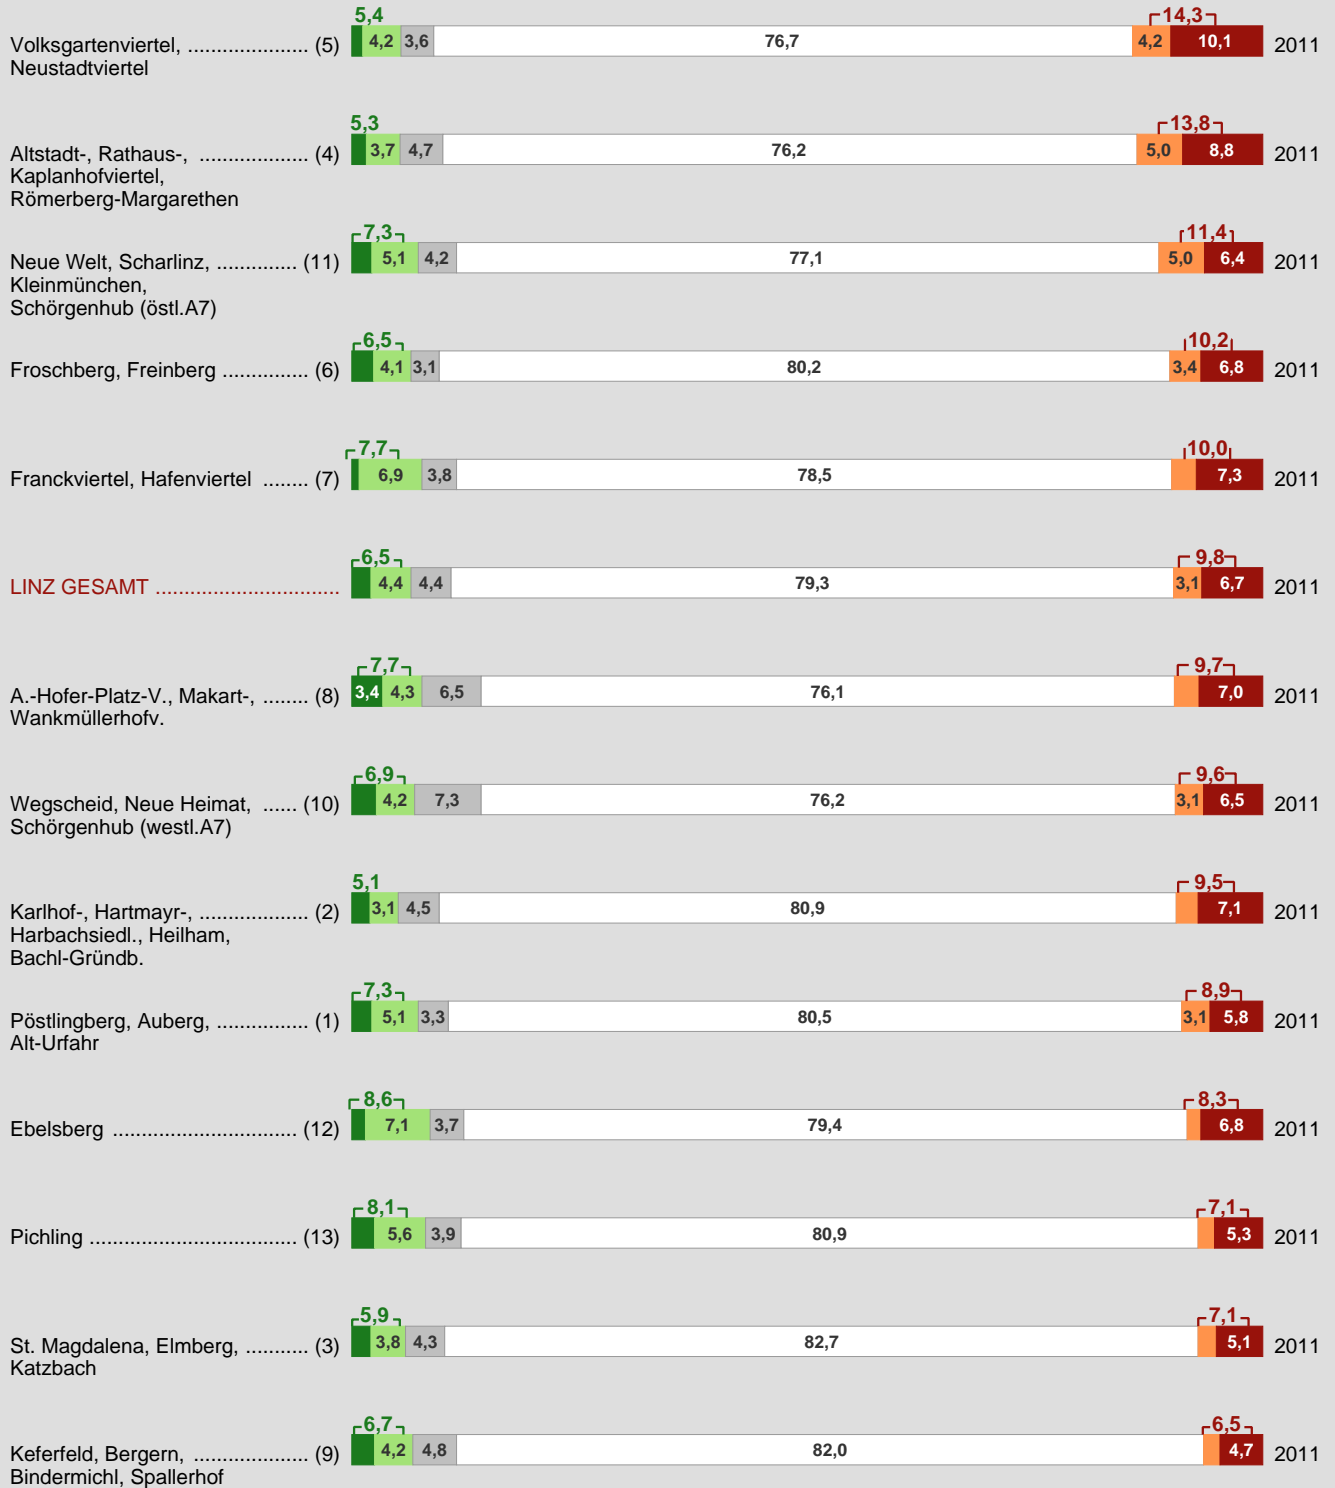 5,4 14,3
Volksgartenviertel, ..................... (5) 4,2 3,6 76,7 4,2 10,1 2011
Neustadtviertel
5,3 13,8
Altstadt-, Rathaus-, ................... (4) 3,7 4,7 76,2 5,0 8,8 2011
Kaplanhofviertel,
Römerberg-Margarethen
7,3 11,4
Neue Welt, Scharlinz, .............. (11) 5,1 4,2 77,1 5,0 6,4 2011
Kleinmünchen,
Schörgenhub (östl.A7)
6,5 10,2
Froschberg, Freinberg ............... (6) 4,1 3,1 80,2 3,4 6,8 2011
7,7 10,0
Franckviertel, Hafenviertel ........ (7) 6,9 3,8 78,5 7,3 2011
6,5 9,8
LINZ GESAMT ................................ 4,4 4,4 79,3 3,1 6,7 2011
7,7 9,7
A.-Hofer-Platz-V., Makart-, ........ (8) 3,4 4,3 6,5 76,1 7,0 2011
Wankmüllerhofv.
6,9 9,6
Wegscheid, Neue Heimat, ...... (10) 4,2 7,3 76,2 3,1 6,5 2011
Schörgenhub (westl.A7)
5,1 9,5
Karlhof-, Hartmayr-, ................... (2) 3,1 4,5 80,9 7,1 2011
Harbachsiedl., Heilham,
Bachl-Gründb.
7,3 8,9
Pöstlingberg, Auberg, ................ (1) 5,1 3,3 80,5 3,1 5,8 2011
Alt-Urfahr
8,6 8,3
Ebelsberg ................................ (12) 7,1 3,7 79,4 6,8 2011
8,1 7,1
Pichling .................................... (13) 5,6 3,9 80,9 5,3 2011
5,9 7,1
St. Magdalena, Elmberg, ........... (3) 3,8 4,3 82,7 5,1 2011
Katzbach
6,7 6,5
Keferfeld, Bergern, .................... (9) 4,2 4,8 82,0 4,7 2011
Bindermichl, Spallerhof